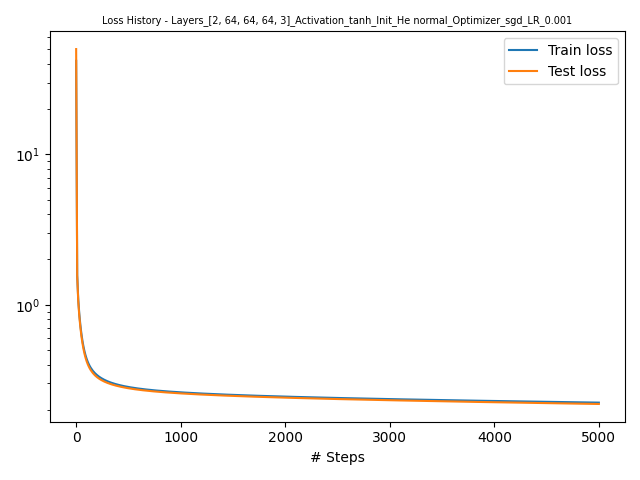 Loss History - Layers_[2, 64, 64, 64, 3]_Activation_tanh_Init_He normal_Optimizer_sgd_LR_0.001
Train loss
Test loss
10¹
10⁰
0 1000 2000 3000 4000 5000
# Steps